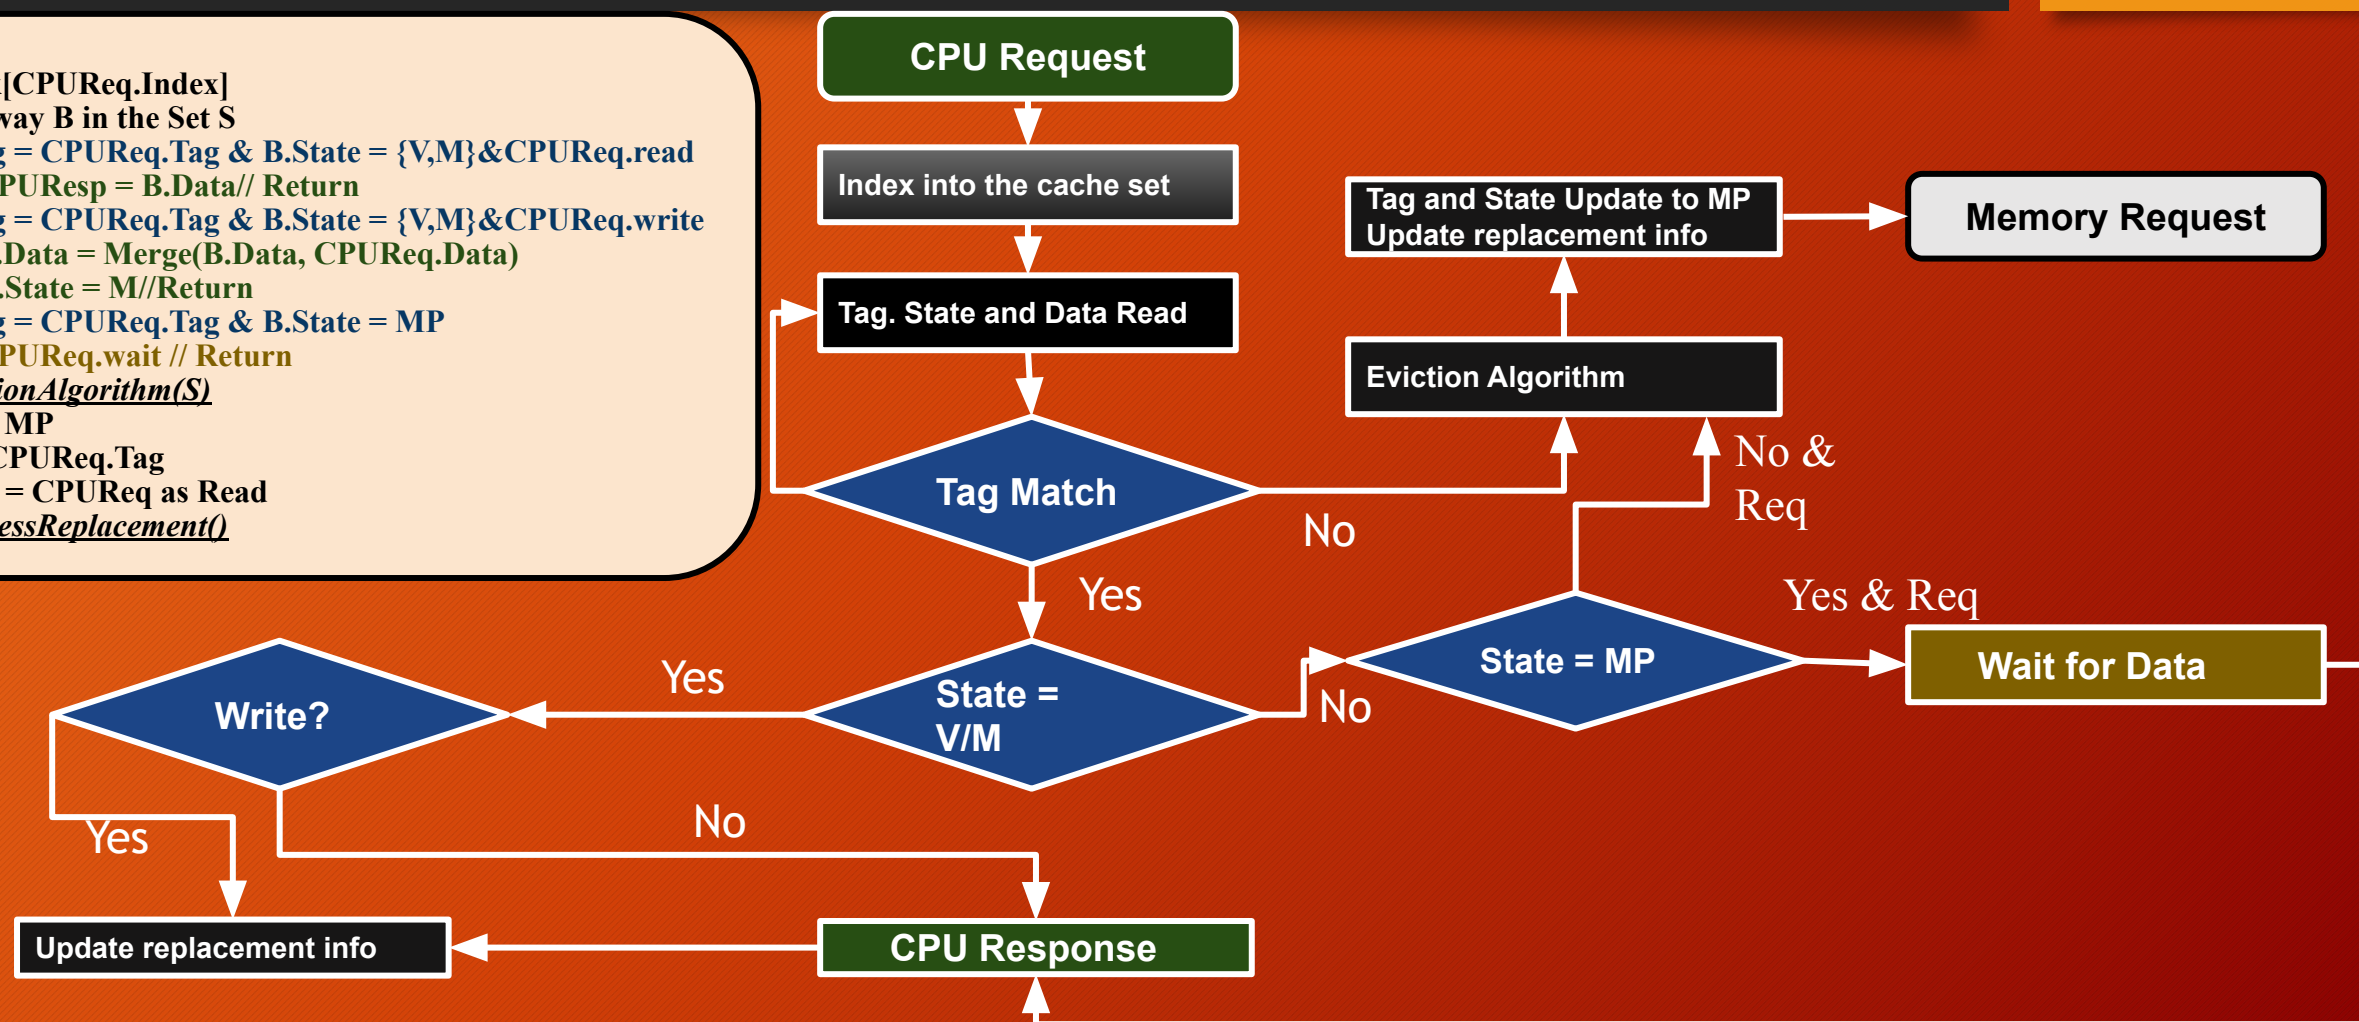 [CPUReq.Index]
way B in the Set S
= CPUReq.Tag & B.State = {V,M}&CPUReq.read
PUResp = B.Data// Return
= CPUReq.Tag & B.State = {V,M}&CPUReq.write
.Data = Merge(B.Data, CPUReq.Data)
.State = M//Return
= CPUReq.Tag & B.State = MP
PUReq.wait // Return
ionAlgorithm(S)
MP
CPUReq.Tag
= CPUReq as Read
essReplacement()
CPU Request
Index into the cache set
Tag. State and Data Read
Tag and State Update to MP
Update replacement info
Memory Request
Eviction Algorithm
No &
Req
Tag Match
No
Yes
Yes & Req
State = MP
Wait for Data
Yes
State =
V/M
No
Write?
Yes
No
Update replacement info
CPU Response